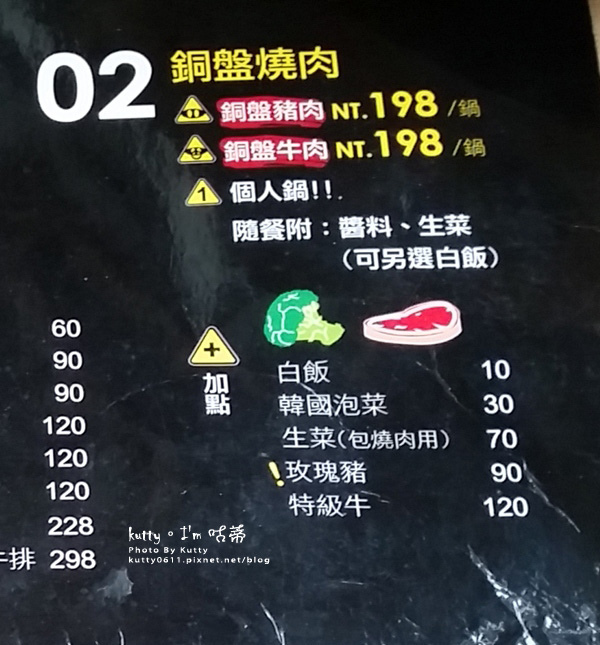 02 銅盤燒肉
銅盤豬肉 NT.198 /鍋
銅盤牛肉 NT.198 /鍋
1 個人鍋!!.
隨餐附：醬料、生菜
(可另選白飯)
60
90
90
120
120
120
228
牛排 298
+
加點
白飯 10
韓國泡菜 30
生菜(包燒肉用) 70
!玫瑰豬 90
特級牛 120
kutty。I'm 咕蒂
Photo By Kutty
kutty0611.pixnet.net/blog